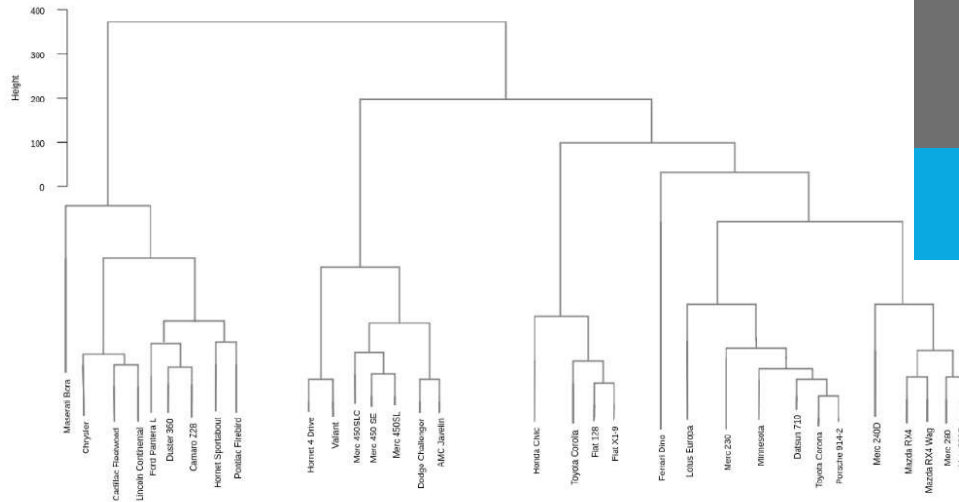 400
300
200
100
0
Height
Maserati Bora
Chrysler
Cadillac Fleetwood
Lincoln Continental
Ford Pantera L
Duster 360
Camaro Z28
Hornet Sportabout
Pontiac Firebird
Hornet 4 Drive
Valiant
Merc 450SLC
Merc 450 SE
Merc 450SL
Dodge Challenger
AMC Javelin
Honda Civic
Toyota Corolla
Fiat 128
Fiat X1-9
Ferrari Dino
Lotus Europa
Merc 230
Minneseta
Datsun 710
Toyota Corona
Porsche 914-2
Merc 240D
Mazda RX4
Mazda RX4 Wag
Merc 280